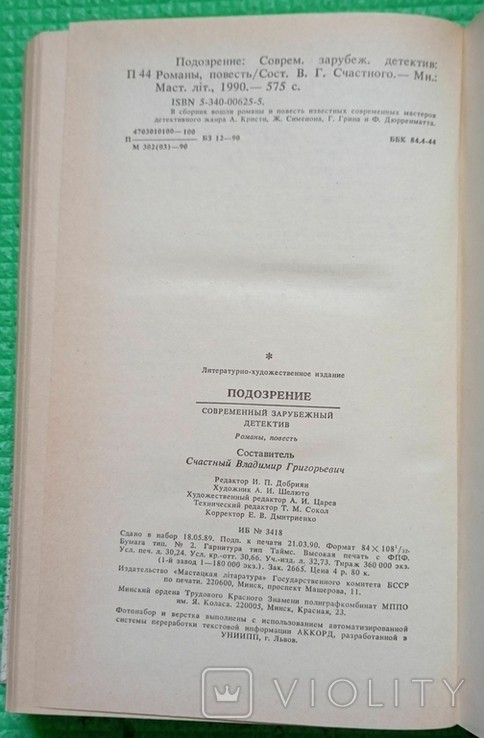 Подозрение: Соврем. зарубеж. детектив:
П 44 Романы, повесть/Сост. В. Г. Счастного.— Мн.:
Маст. літ., 1990.— 575 с.
ISBN 5-340-00625-5.
В сборник вошли романы и повесть известных современных мастеров
детективного жанра А. Кристи, Ж. Сименона, Г. Грина и Ф. Дюрренматта.
4703010100—100
П БЗ 12—90
М 302(03)—90
ББК 84.4-44
*
Литературно-художественное издание
ПОДОЗРЕНИЕ
СОВРЕМЕННЫЙ ЗАРУБЕЖНЫЙ
ДЕТЕКТИВ
Романы, повесть
Составитель
Счастный Владимир Григорьевич
Редактор И. П. Добриян
Художник А. И. Шелюто
Художественный редактор А. И. Царев
Технический редактор Т. М. Сокол
Корректор Е. В. Дмитриенко
ИБ № 3418
Сдано в набор 18.05.89. Подп. к печати 21.03.90. Формат 84×108¹/₃₂.
Бумага тип. № 2. Гарнитура тип Таймс. Высокая печать с ФПФ.
Усл. печ. л. 30,24. Усл. кр.-отт. 30,66. Уч.-изд. л. 32,73. Тираж 360 000 экз.
(1-й завод 1—180 000 экз.). Зак. 2665. Цена 4 р. 80 к.
Издательство «Мастацкая літаратура» Государственного комитета БССР
по печати. 220600, Минск, проспект Машерова, 11.
Минский ордена Трудового Красного Знамени полиграфкомбинат МППО
им. Я. Коласа. 220005, Минск, Красная, 23.
Фотонабор и верстка выполнены с использованием автоматизированной
системы переработки текстовой информации АККОРД, разработанной в
УНИИПП, г. Львов.
VIOLITY